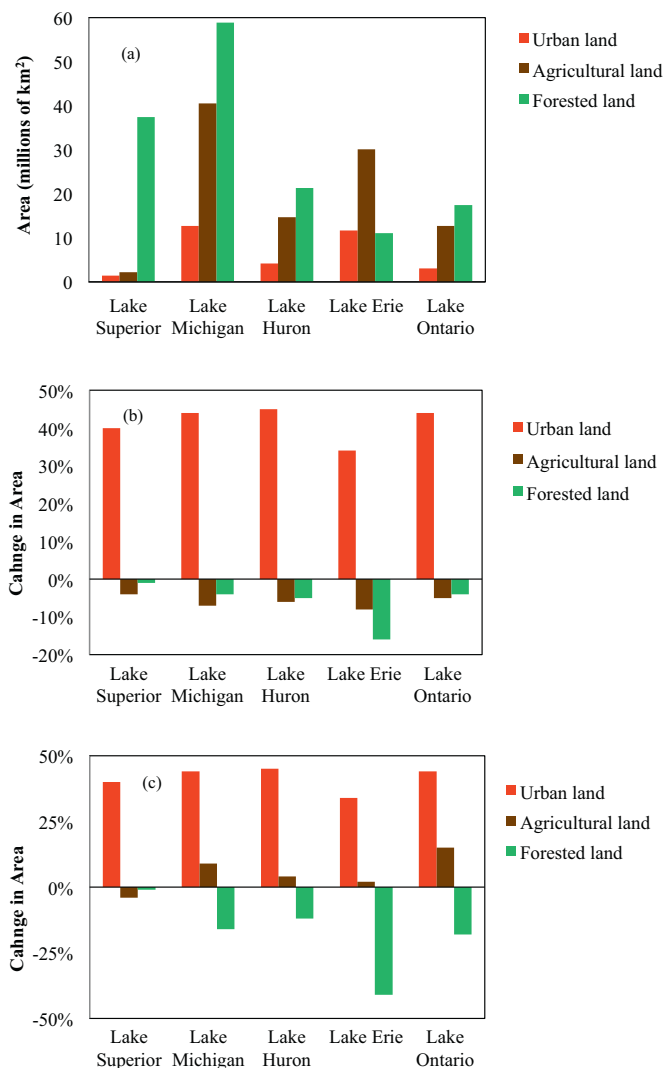 60
50
40
30
20
10
0
Area (millions of km²)
(a)
Urban land
Agricultural land
Forested land
Lake Superior
Lake Michigan
Lake Huron
Lake Erie
Lake Ontario
50%
40%
30%
20%
10%
0%
-10%
-20%
Cahnge in Area
(b)
Urban land
Agricultural land
Forested land
Lake Superior
Lake Michigan
Lake Huron
Lake Erie
Lake Ontario
50%
25%
0%
-25%
-50%
Cahnge in Area
(c)
Urban land
Agricultural land
Forested land
Lake Superior
Lake Michigan
Lake Huron
Lake Erie
Lake Ontario